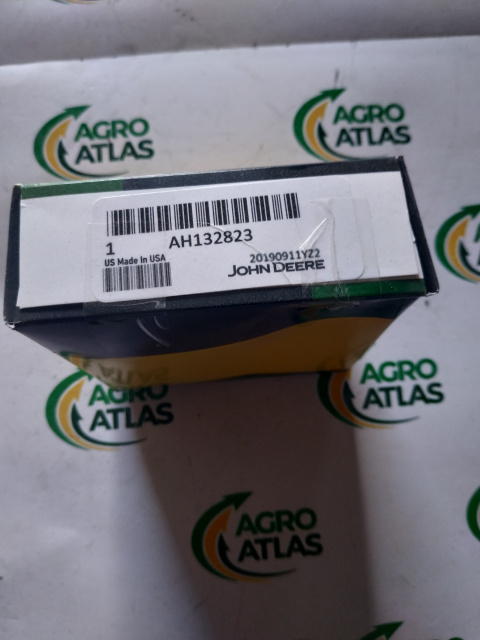 AGRO
ATLAS
AGRO
ATLAS
1
AH132823
US Made In USA
20190911YZ2
JOHN DEERE
AGRO
ATLAS
AGRO
ATLAS
AGRO
ATLAS